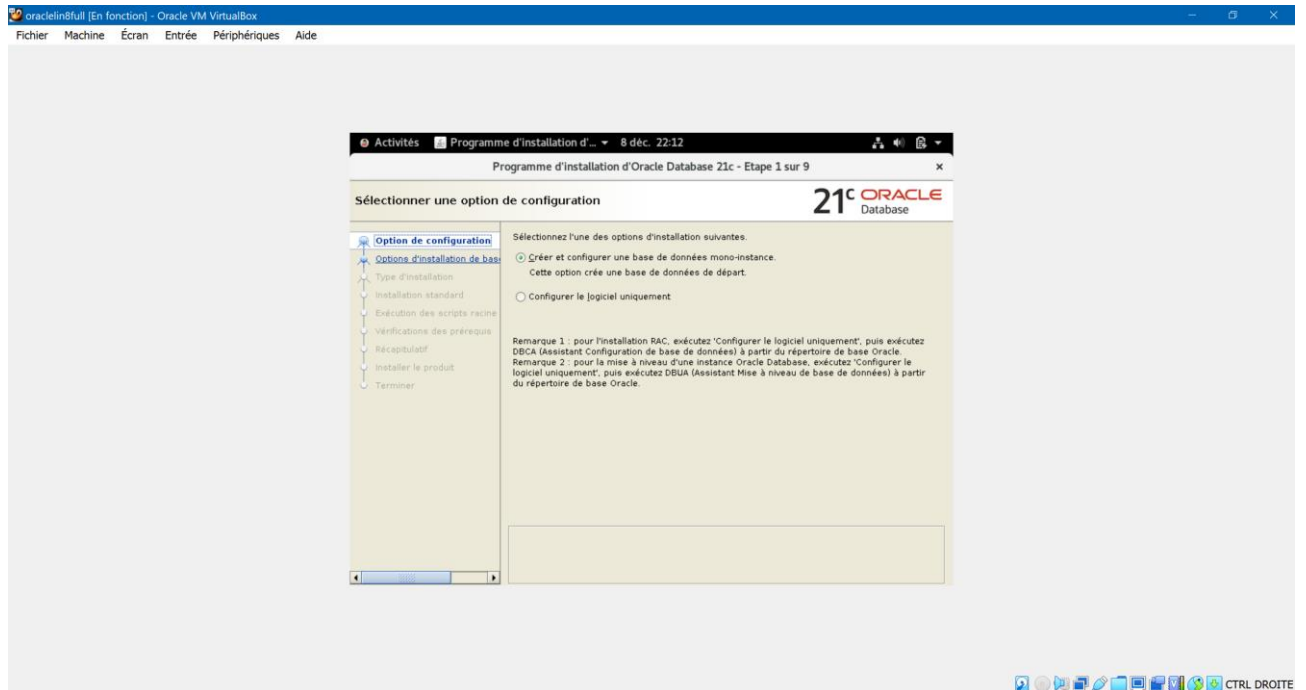 oraclelin8full [En fonction] - Oracle VM VirtualBox
Fichier Machine Écran Entrée Périphériques Aide
Activités Programme d'installation d'... 8 déc. 22:12
Programme d'installation d'Oracle Database 21c - Etape 1 sur 9
Sélectionner une option de configuration
21c ORACLE
Database
Option de configuration
Options d'installation de bas
Type d'installation
Installation standard
Exécution des scripts racine
Vérifications des prérequis
Récapitulatif
Installer le produit
Terminer
Sélectionnez l'une des options d'installation suivantes.
Créer et configurer une base de données mono-instance.
Cette option crée une base de données de départ.
Configurer le logiciel uniquement
Remarque 1 : pour l'installation RAC, exécutez 'Configurer le logiciel uniquement', puis exécutez
DBCA (Assistant Configuration de base de données) à partir du répertoire de base Oracle.
Remarque 2 : pour la mise à niveau d'une instance Oracle Database, exécutez 'Configurer le
logiciel uniquement', puis exécutez DBUA (Assistant Mise à niveau de base de données) à partir
du répertoire de base Oracle.
CTRL DROITE